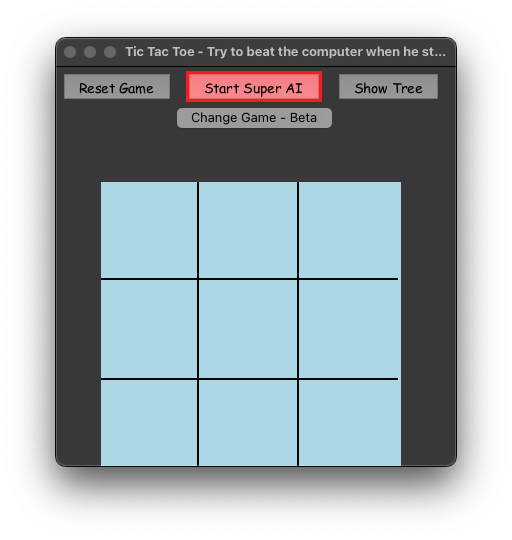 Tic Tac Toe - Try to beat the computer when he st...
Reset Game
Start Super AI
Show Tree
Change Game - Beta